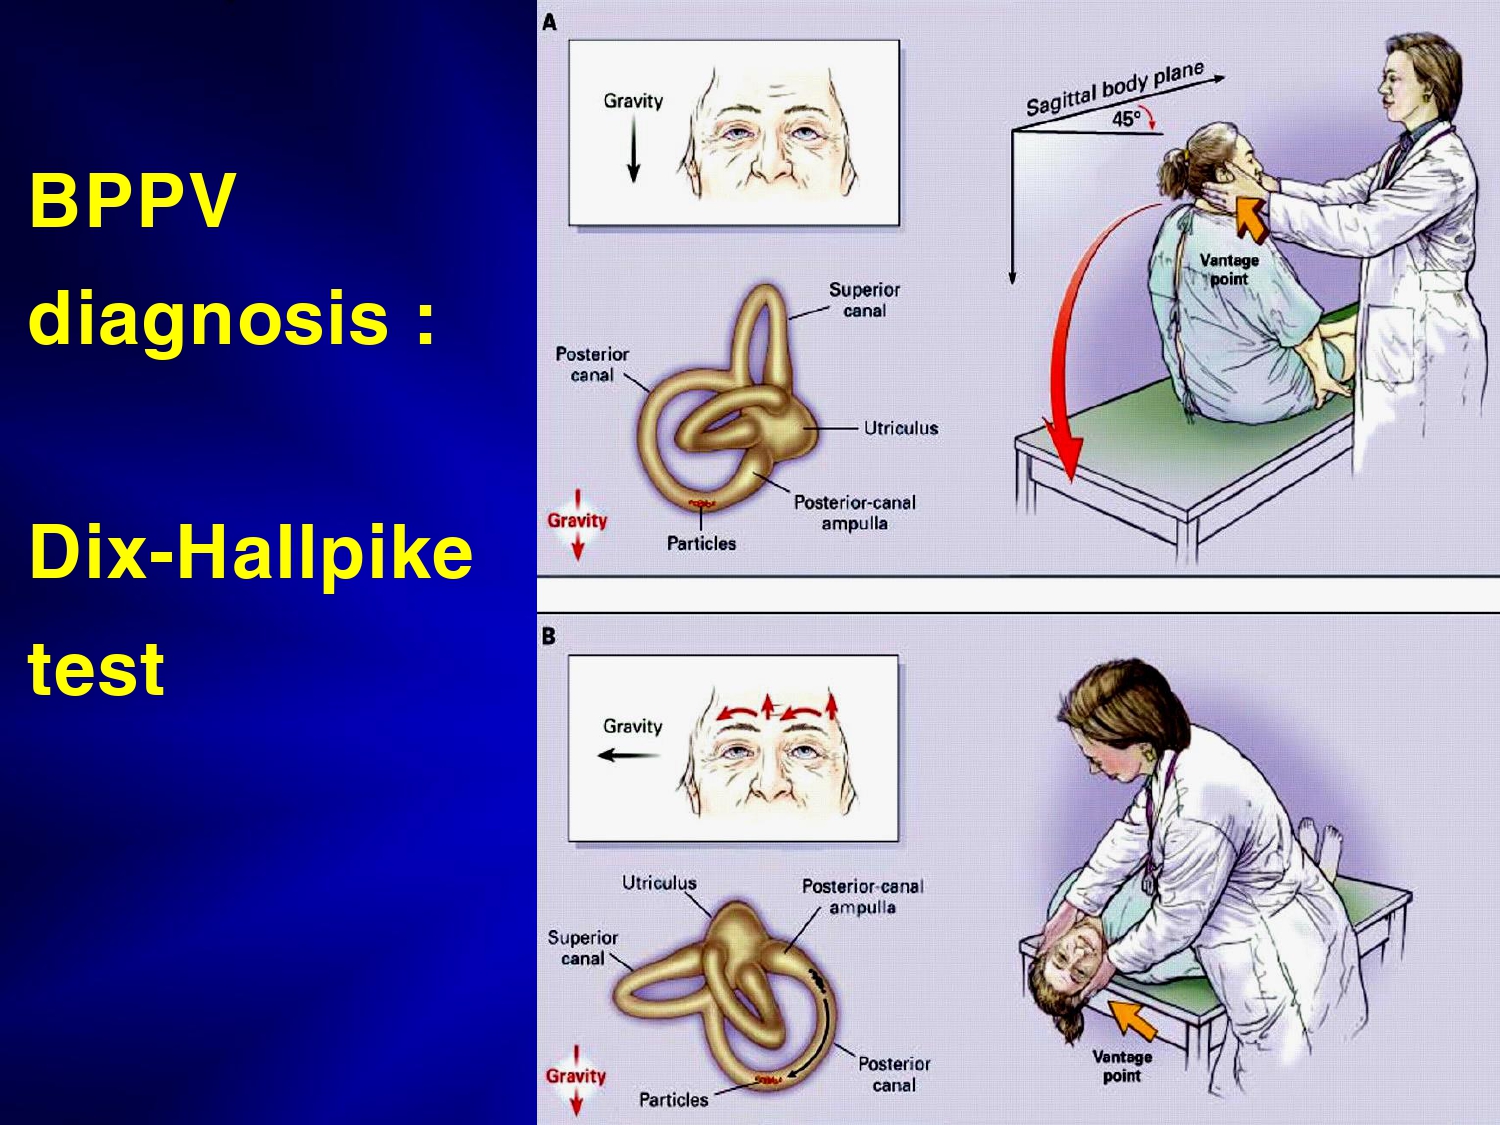 BPPV
diagnosis :
Dix-Hallpike
test
A
Gravity
Sagittal body plane
45°
Vantage
point
Superior
canal
Posterior
canal
Utriculus
Posterior-canal
ampulla
Gravity
Particles
B
Gravity
Utriculus
Posterior-canal
ampulla
Superior
canal
Gravity
Particles
Posterior
canal
Vantage
point